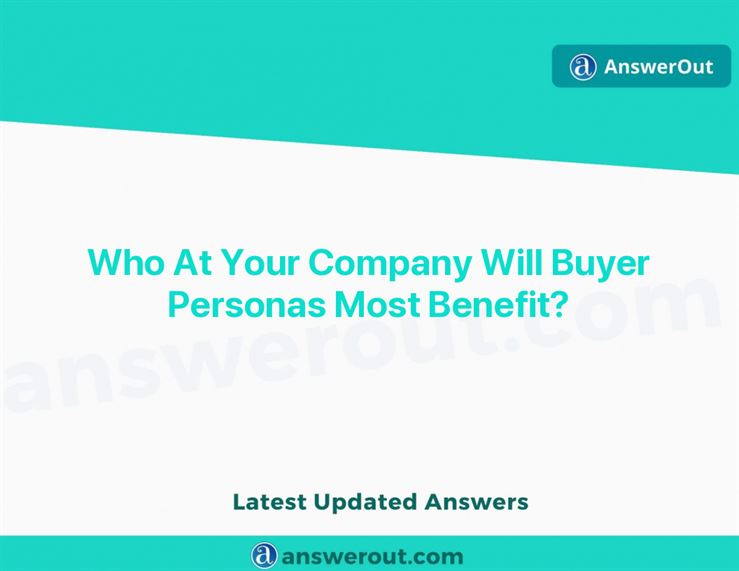 AnswerOut
Who At Your Company Will Buyer
Personas Most Benefit?
answerout.com
Latest Updated Answers
answerout.com